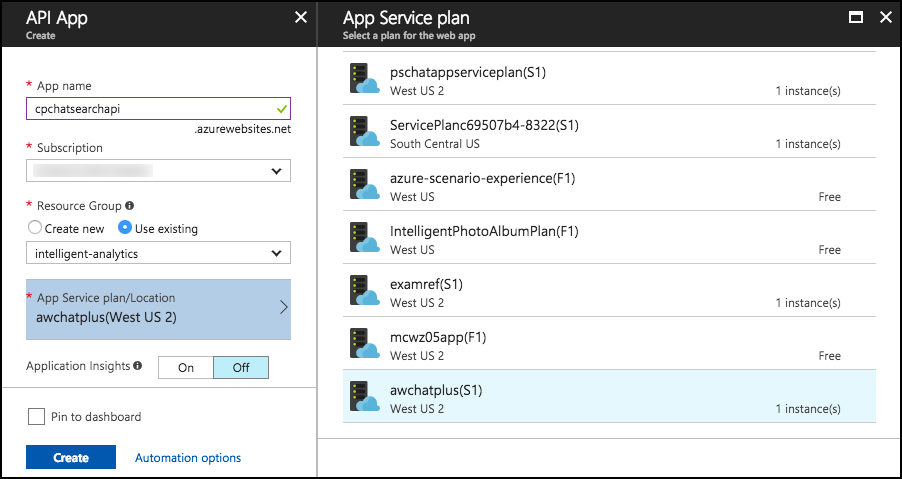 API App
Create
* App name
cpchatsearchapi
.azurewebsites.net
* Subscription
* Resource Group
Create new
Use existing
intelligent-analytics
* App Service plan/Location
awchatplus(West US 2)
Application Insights
On
Off
Pin to dashboard
Create
Automation options
App Service plan
Select a plan for the web app
pschatappserviceplan(S1)
West US 2
1 instance(s)
ServicePlanc69507b4-8322(S1)
South Central US
1 instance(s)
azure-scenario-experience(F1)
West US
Free
IntelligentPhotoAlbumPlan(F1)
West US
Free
examref(S1)
West US 2
1 instance(s)
mcwz05app(F1)
West US 2
Free
awchatplus(S1)
West US 2
1 instance(s)